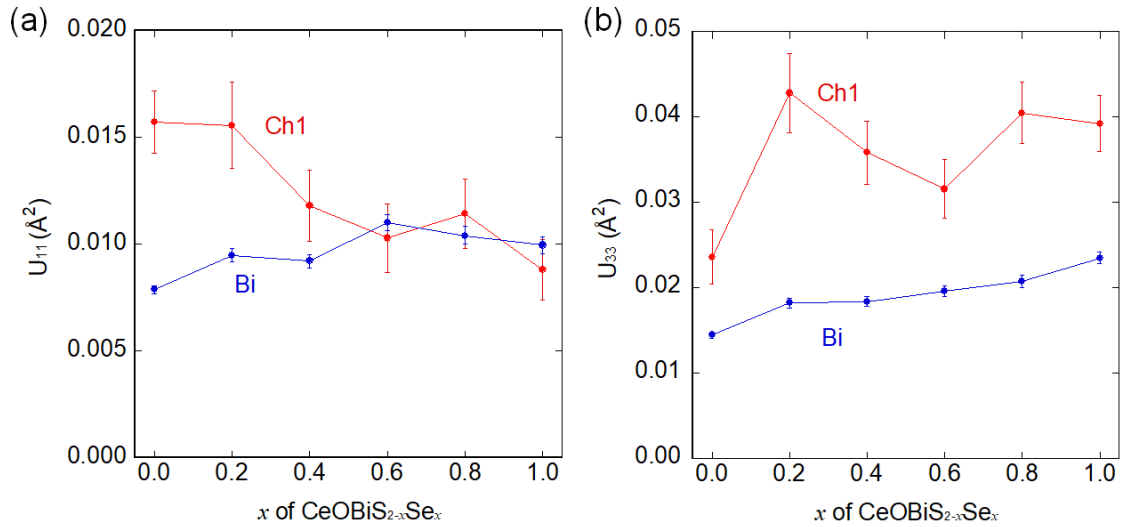 (a)
0.020
0.015
0.010
0.005
0.000
U₁₁ (Å²)
Ch1
Bi
0.0 0.2 0.4 0.6 0.8 1.0
x of CeOBiS₂₋ₓSeₓ
(b)
0.05
0.04
0.03
0.02
0.01
0.00
U₃₃ (Å²)
Ch1
Bi
0.0 0.2 0.4 0.6 0.8 1.0
x of CeOBiS₂₋ₓSeₓ